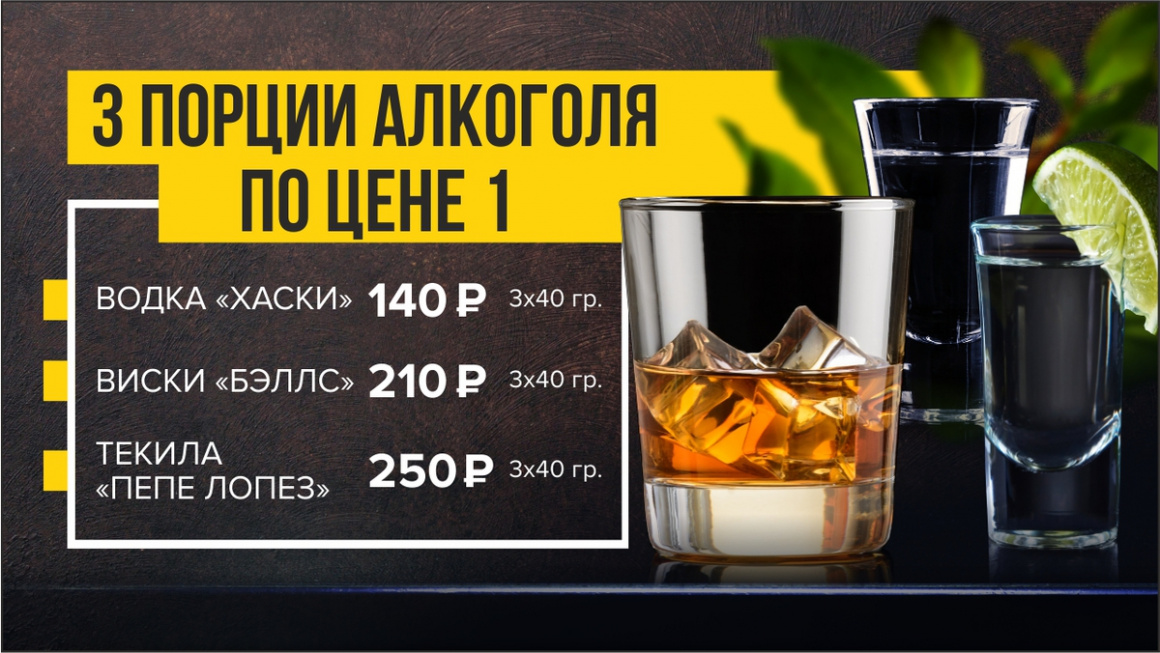 3 ПОРЦИИ АЛКОГОЛЯ
ПО ЦЕНЕ 1
ВОДКА «ХАСКИ» 140 ₽ 3х40 гр.
ВИСКИ «БЭЛЛС» 210 ₽ 3х40 гр.
ТЕКИЛА
«ПЕПЕ ЛОПЕЗ» 250 ₽ 3х40 гр.